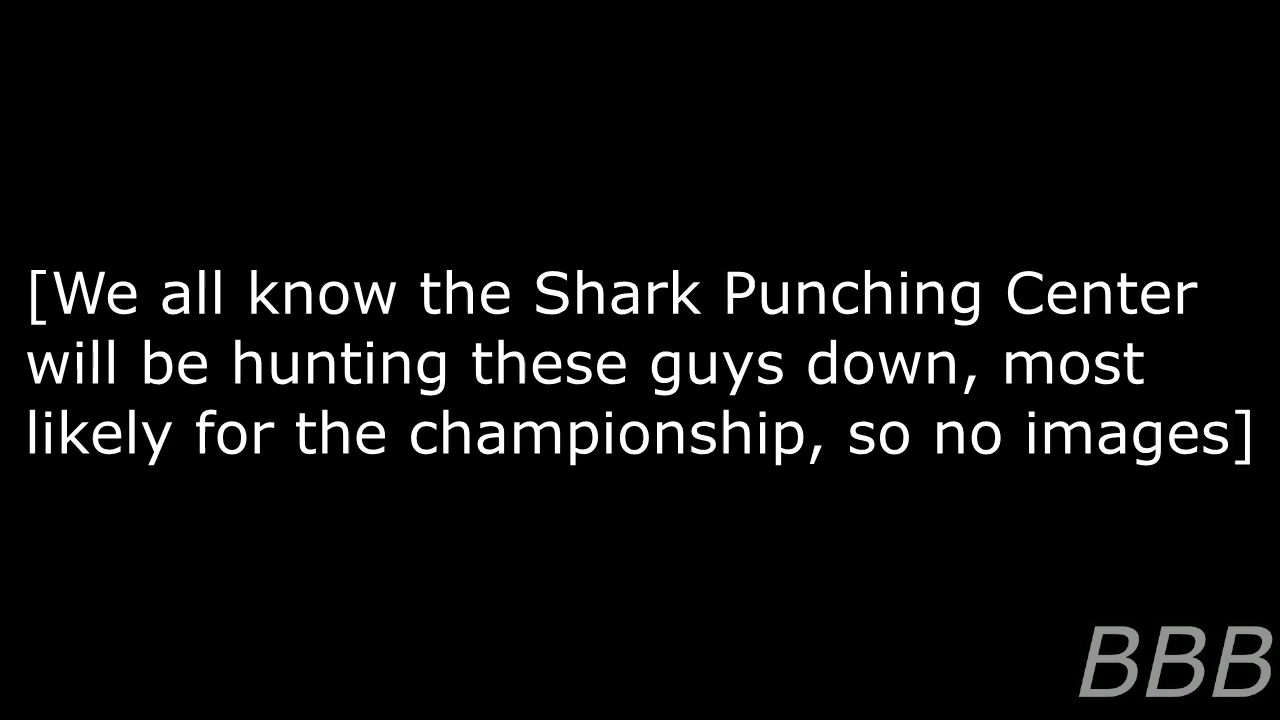 [We all know the Shark Punching Center
will be hunting these guys down, most
likely for the championship, so no images]
BBB